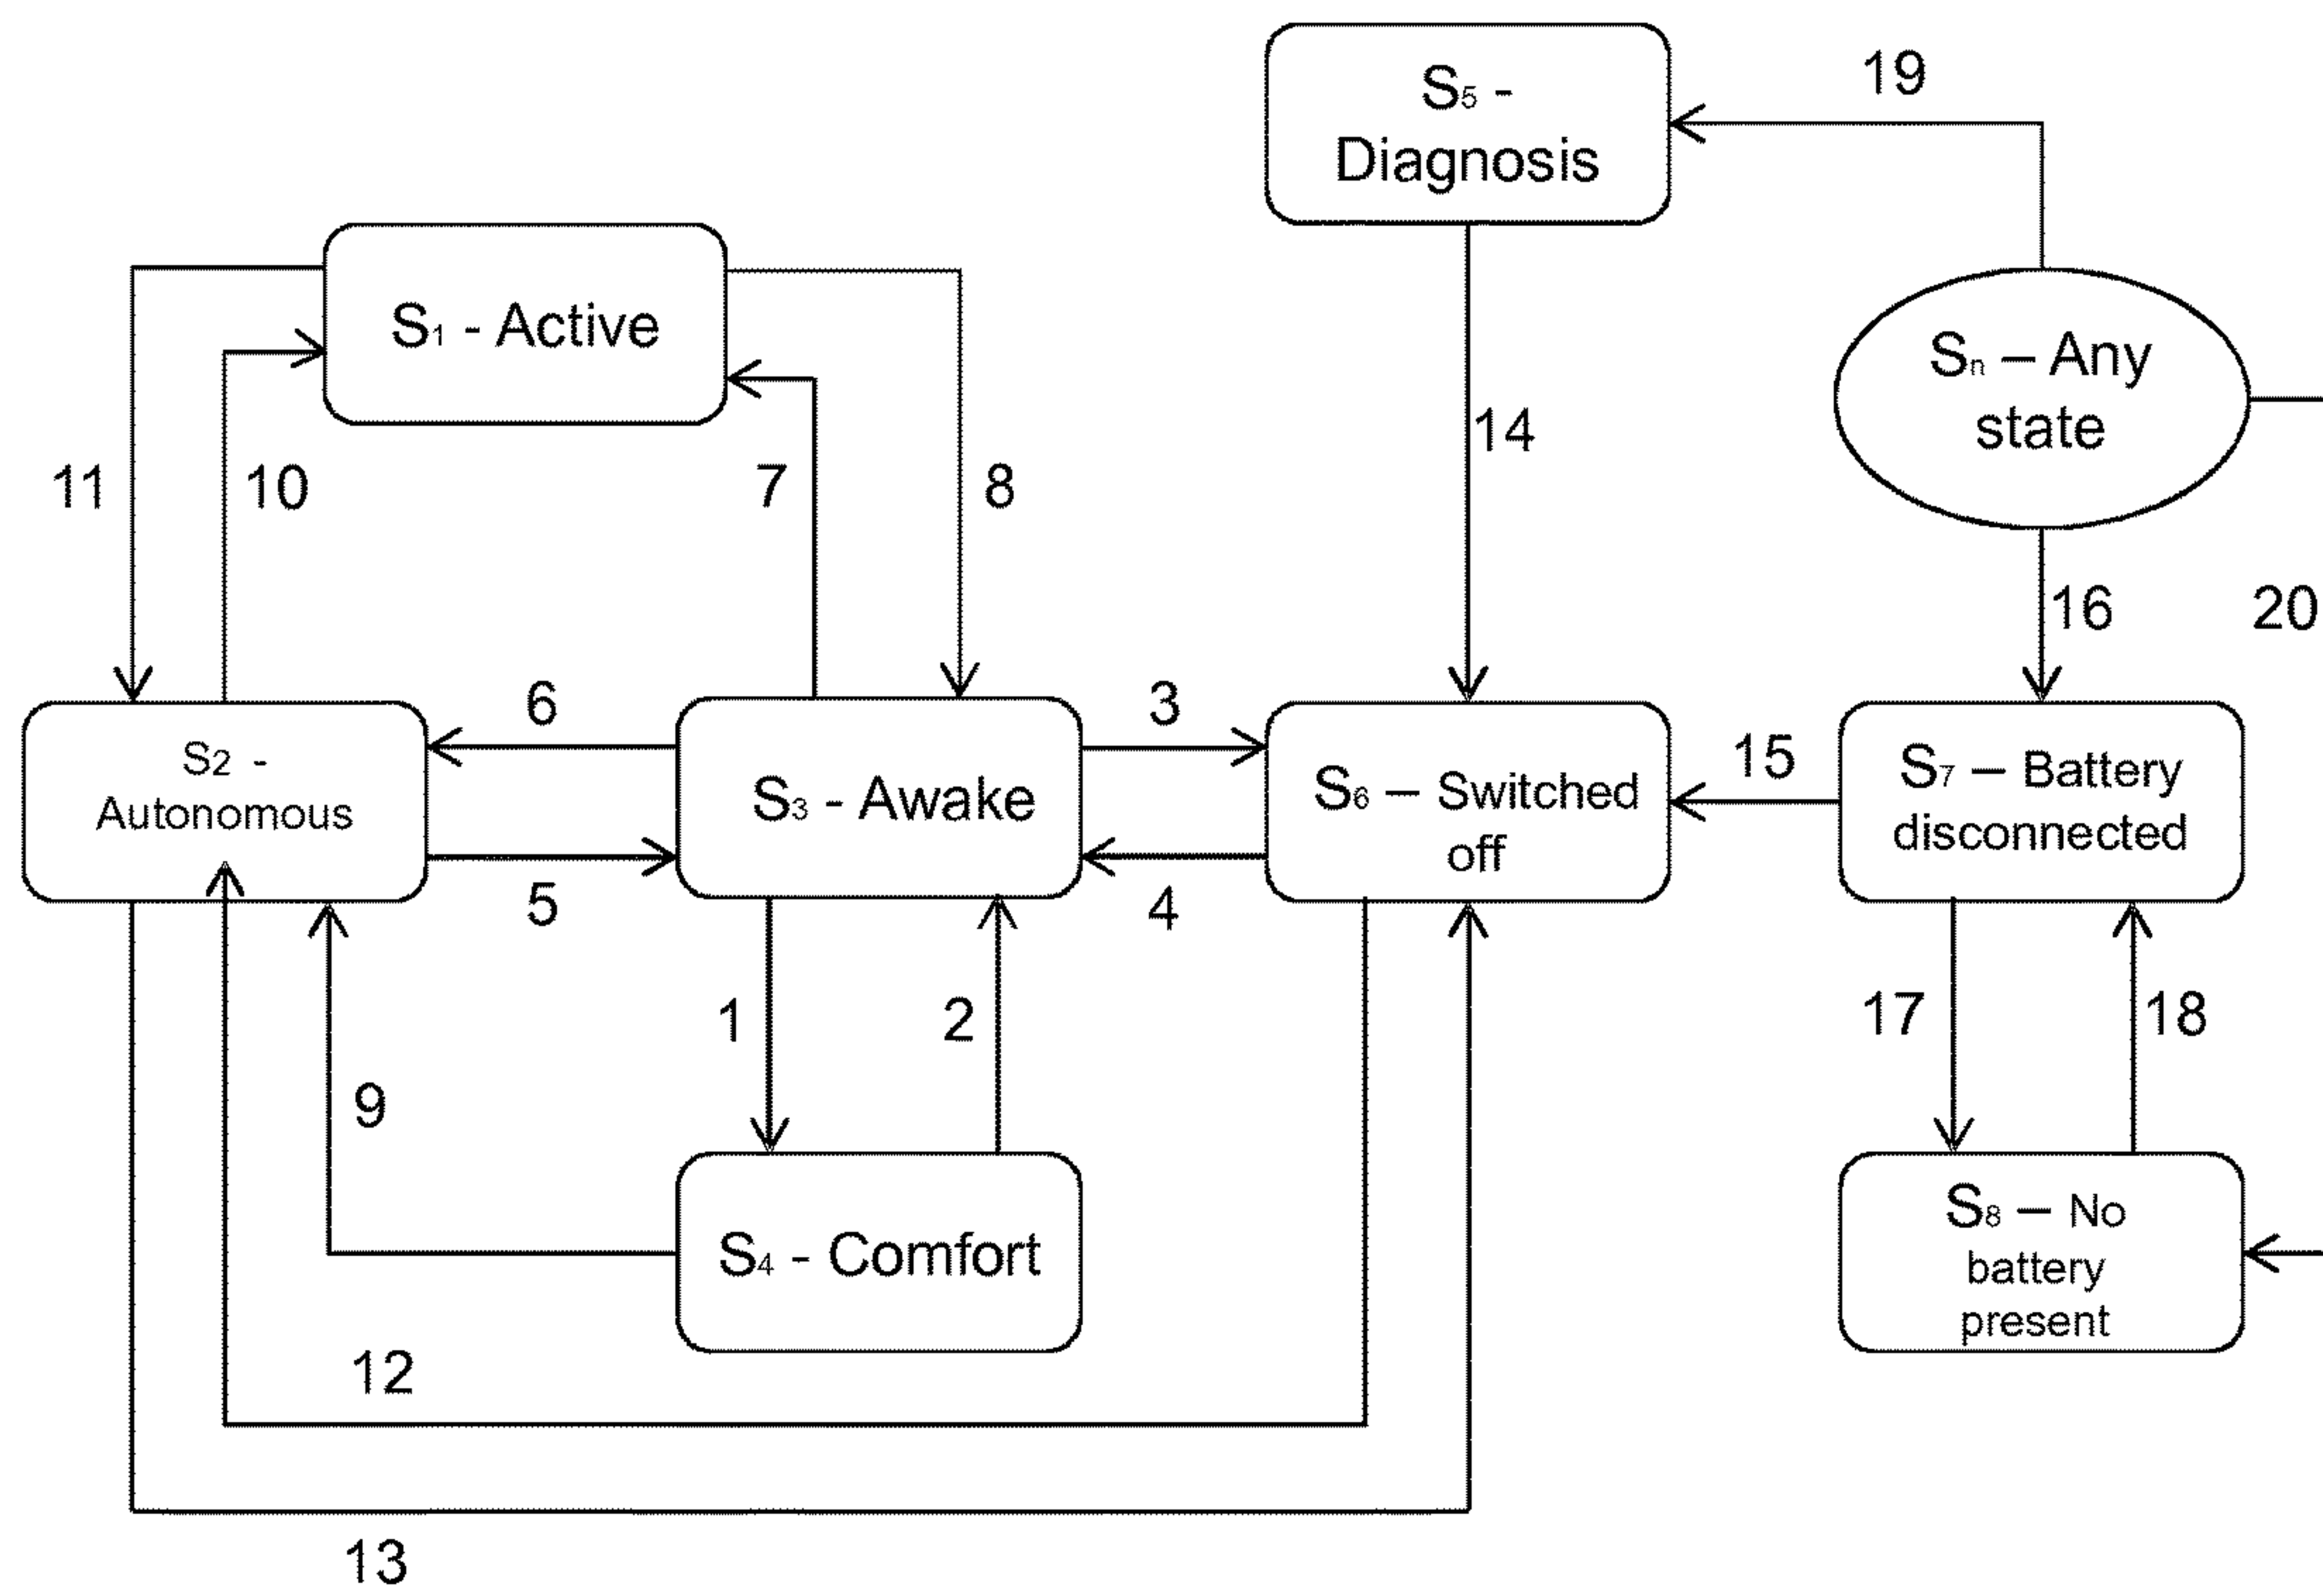 S5 -
Diagnosis
19
S1 - Active
Sn – Any
state
11
10
7
8
14
16
20
6
3
15
S2 -
Autonomous
S3 - Awake
S6 – Switched
off
S7 – Battery
disconnected
5
4
1
2
17
18
9
S4 - Comfort
S8 – No
battery
present
12
13